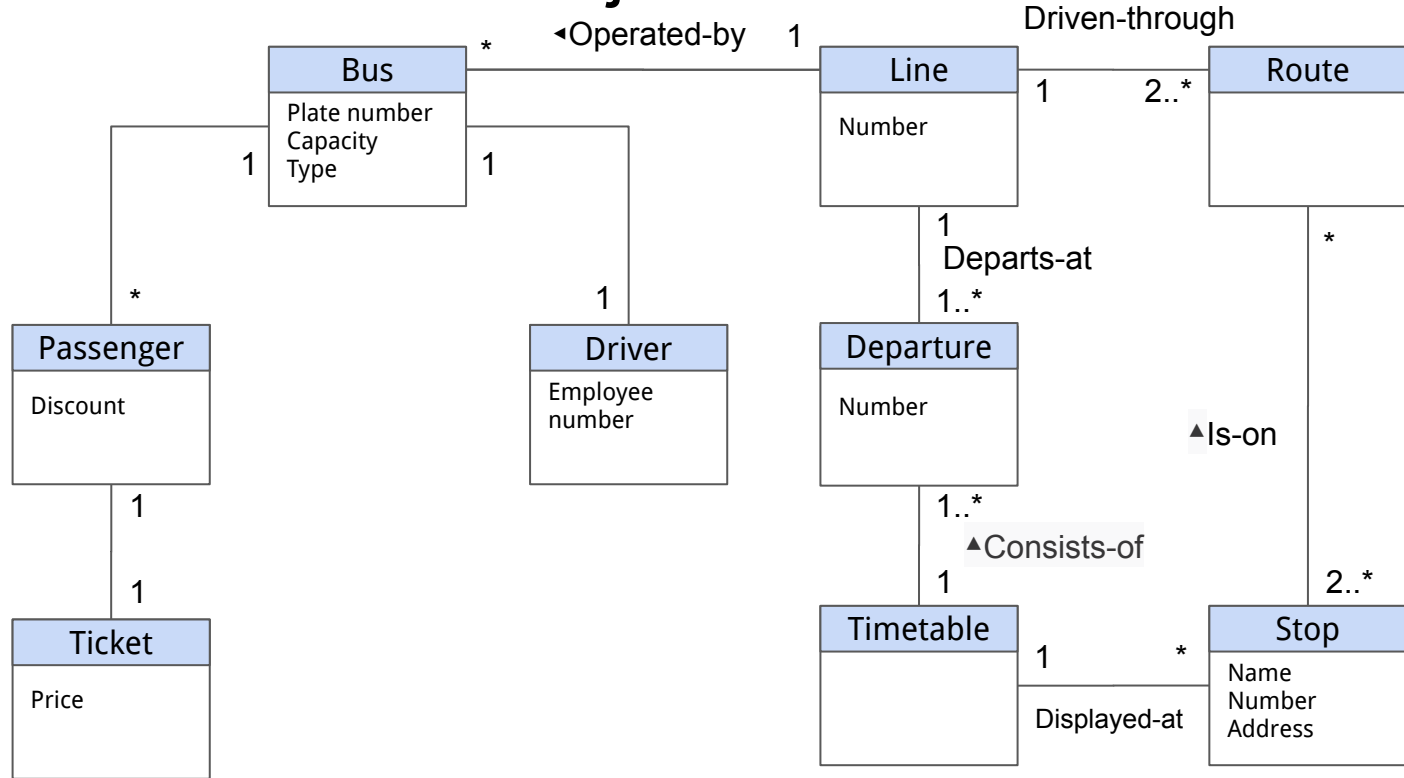 ◂Operated-by
1
*
Driven-through
Bus
Plate number
Capacity
Type
Line
Number
1
2..*
Route
1
1
1
Departs-at
1..*
*
*
1
Passenger
Discount
Driver
Employee
number
Departure
Number
▴Is-on
1
1
1..*
▴Consists-of
1
2..*
Ticket
Price
Timetable
1
*
Displayed-at
Stop
Name
Number
Address